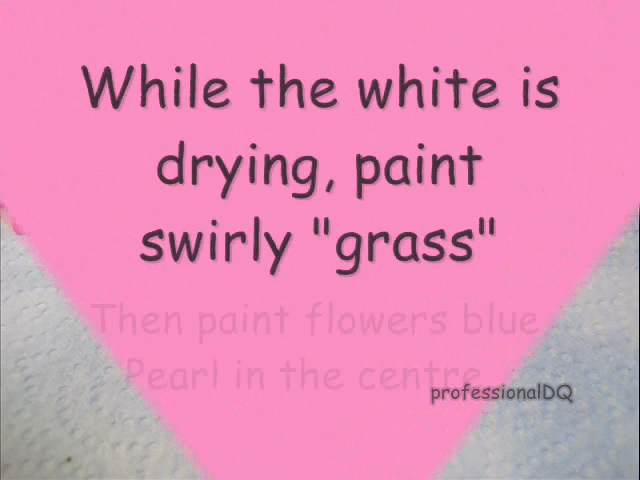 While the white is
drying, paint
swirly "grass"
Then paint flowers blue.
Pearl in the centre
professionalDQ